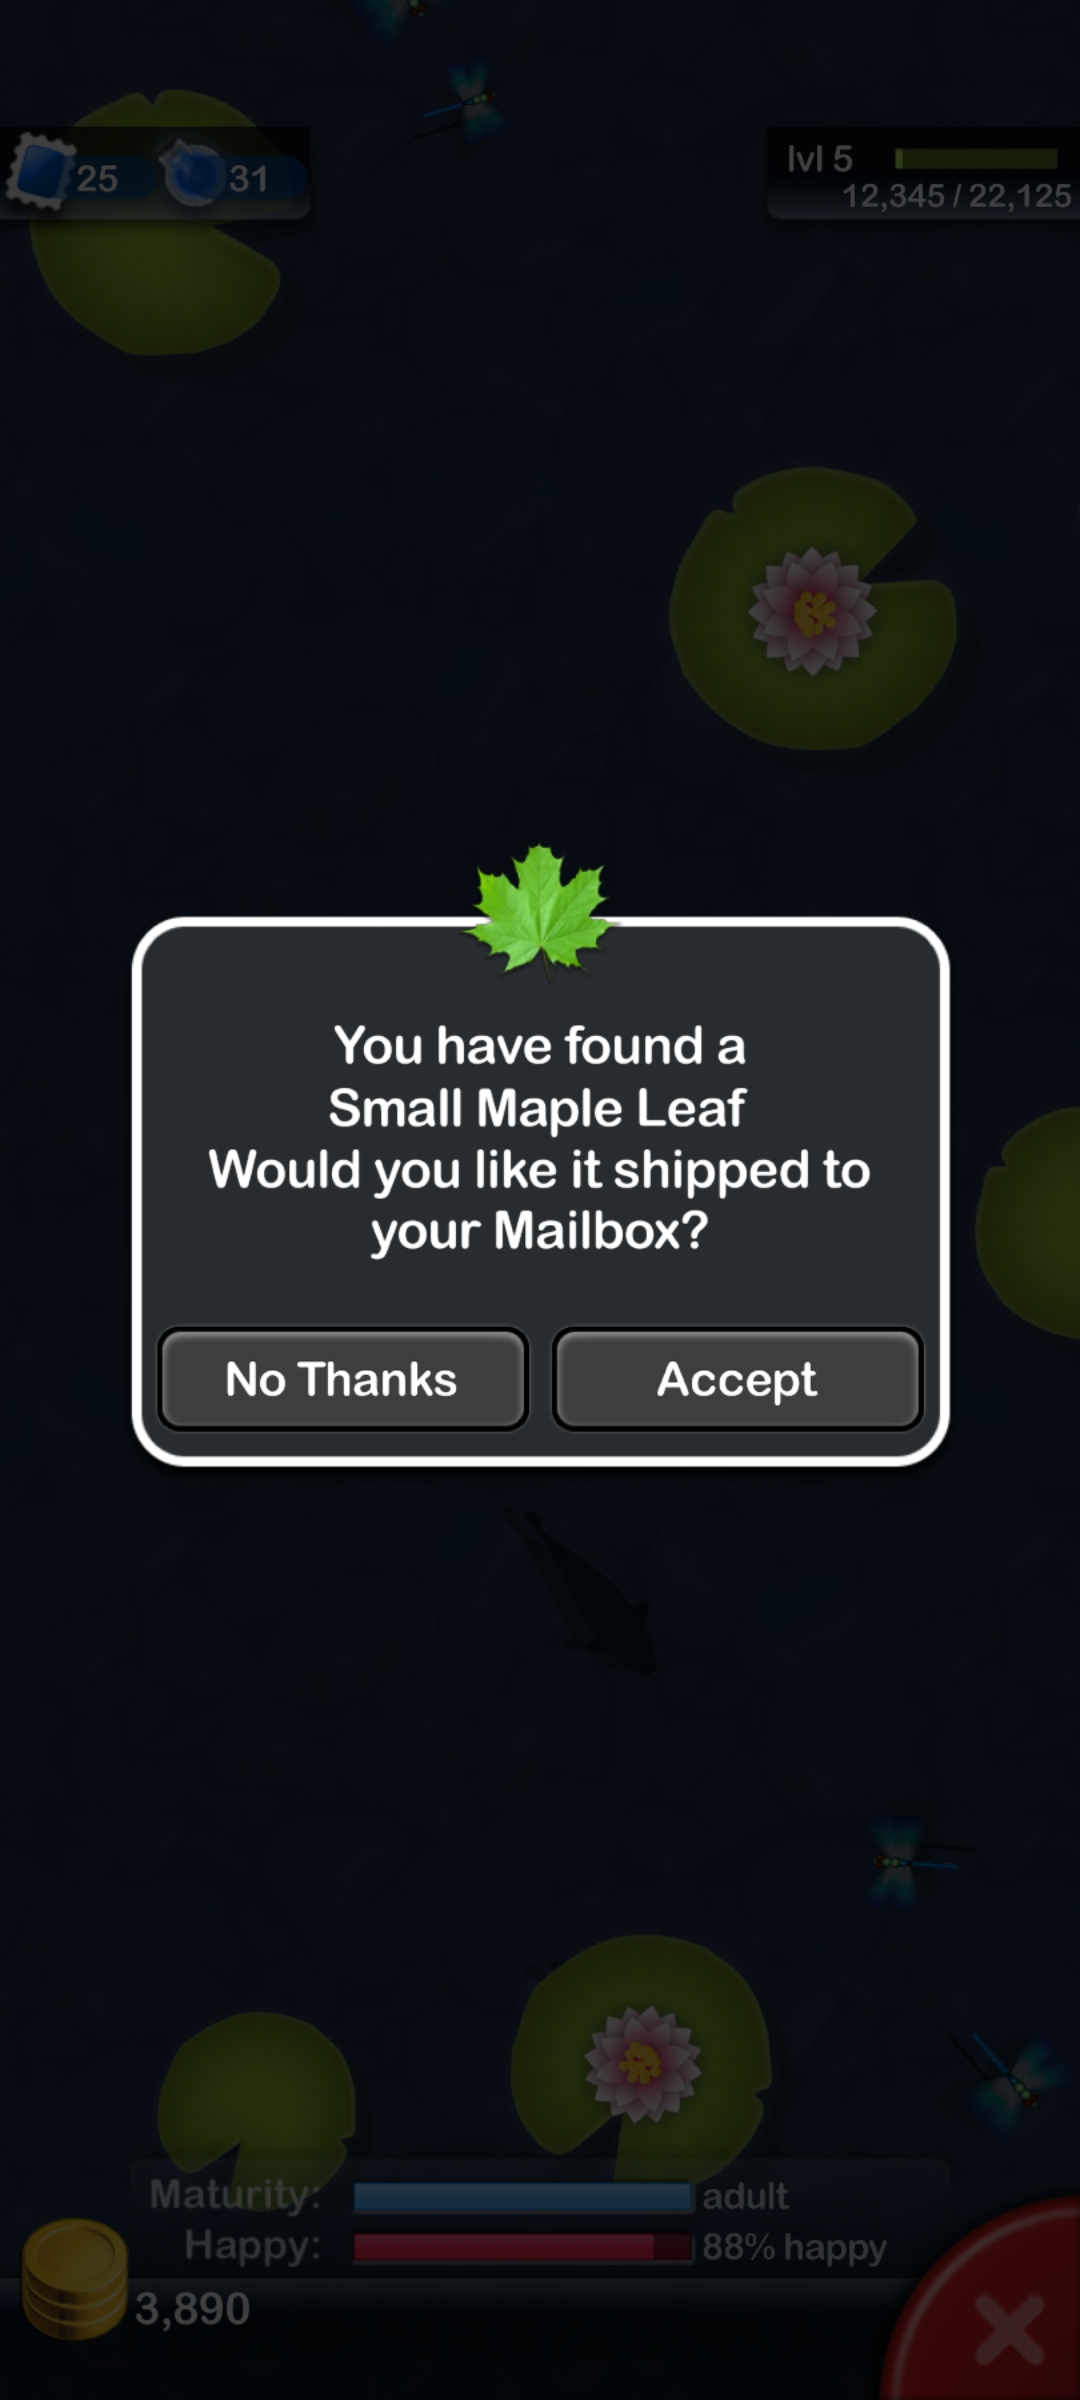 25
31
lvl 5
12,345 / 22,125
You have found a
Small Maple Leaf
Would you like it shipped to
your Mailbox?
No Thanks
Accept
Maturity:
adult
Happy:
88% happy
3,890